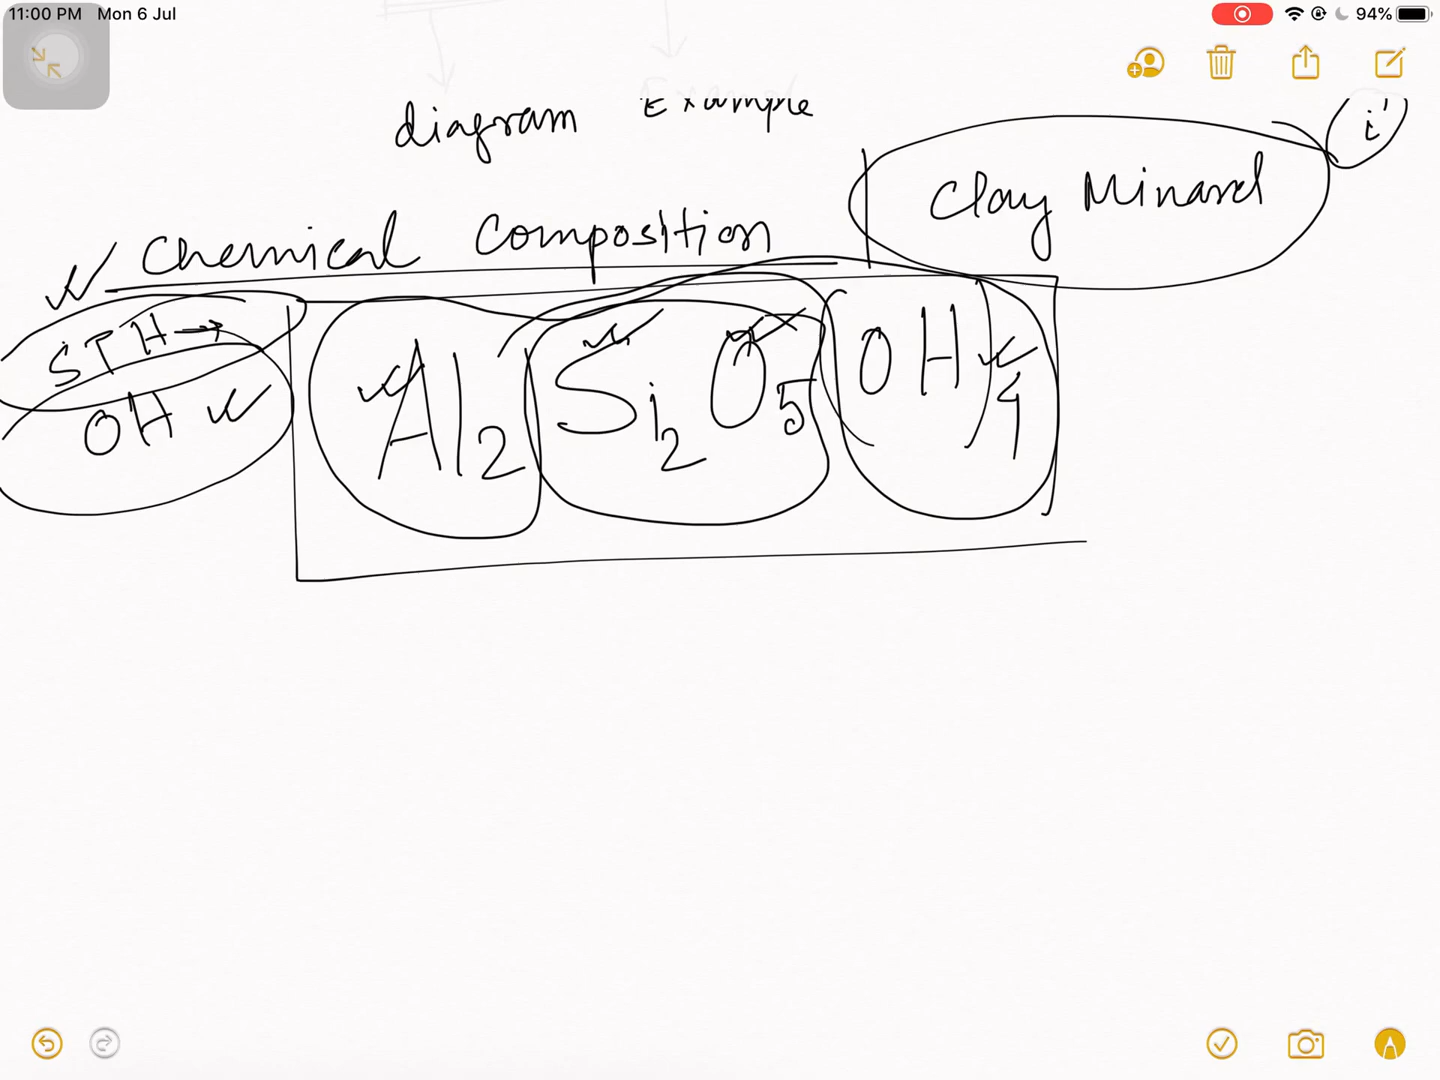 11:00 PM Mon 6 Jul 94%
diagram Example
Clay Minaral i
Chemical Composition
STH→
OH
Al2 Si2 O5 (OH)4